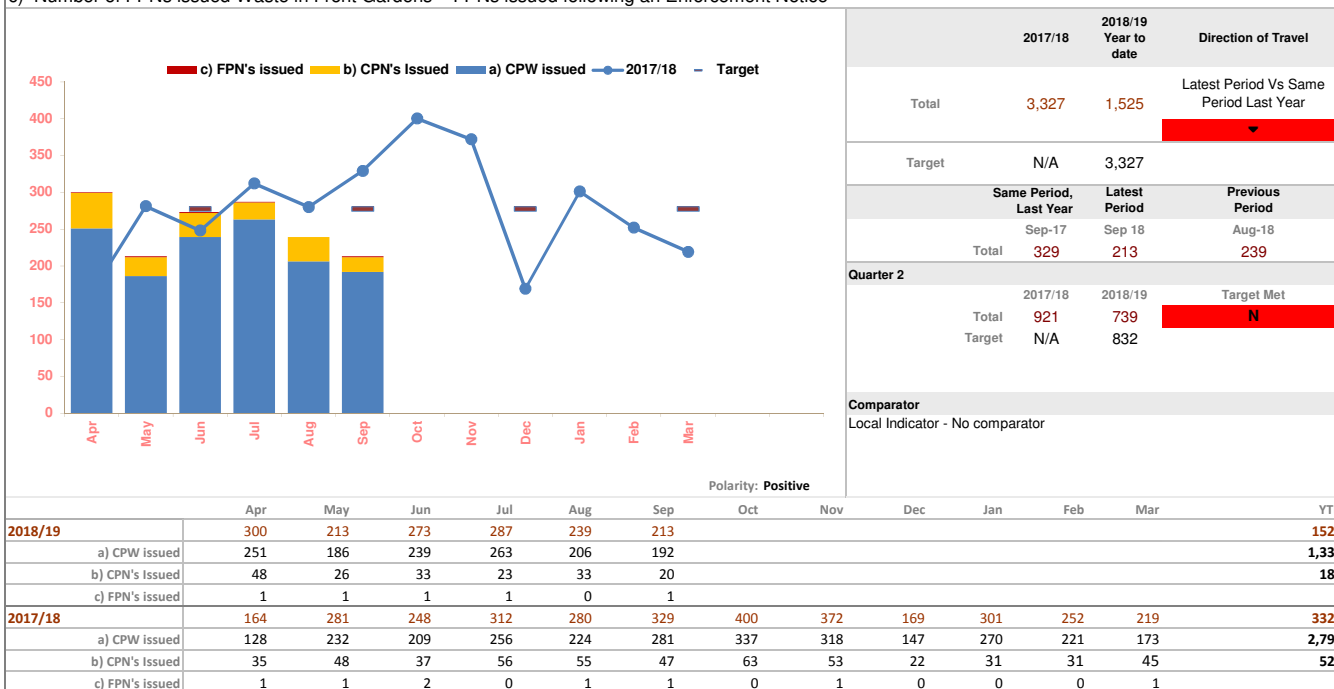 c) Number of FPNs issued Waste in Front Gardens - FPNs issued following an Enforcement Notice
c) FPN's issued b) CPN's Issued a) CPW issued 2017/18 Target
450
400
350
300
250
200
150
100
50
0
Apr May Jun Jul Aug Sep Oct Nov Dec Jan Feb Mar
Polarity: Positive
2017/18 2018/19 Year to date Direction of Travel
Total 3,327 1,525 Latest Period Vs Same Period Last Year
Target N/A 3,327
Same Period, Last Year Latest Period Previous Period
Sep-17 Sep 18 Aug-18
Total 329 213 239
Quarter 2
2017/18 2018/19 Target Met
Total 921 739 N
Target N/A 832
Comparator
Local Indicator - No comparator
Apr May Jun Jul Aug Sep Oct Nov Dec Jan Feb Mar YT
2018/19 300 213 273 287 239 213 152
a) CPW issued 251 186 239 263 206 192 1,33
b) CPN's Issued 48 26 33 23 33 20 18
c) FPN's issued 1 1 1 1 0 1
2017/18 164 281 248 312 280 329 400 372 169 301 252 219 332
a) CPW issued 128 232 209 256 224 281 337 318 147 270 221 173 2,79
b) CPN's Issued 35 48 37 56 55 47 63 53 22 31 31 45 52
c) FPN's issued 1 1 2 0 1 1 0 1 0 0 0 1